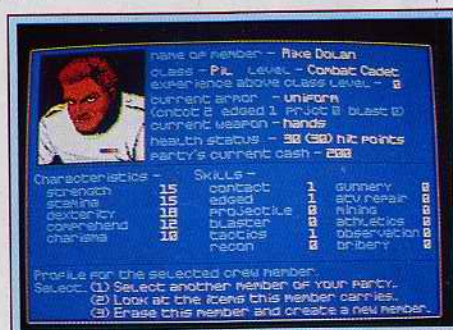 name of member - Mike Dolan
class - Pil Level - Combat Cadet
experience above class level - 0
current armor - uniform
(cntct 2 edged 1 prjct 0 blast 0)
current weapon - hands
health status - 30 (30) hit points
party's current cash - 200
Characteristics - Skills -
strength 15 contact 1 gunnery 0
stamina 15 edged 1 atv repair 0
dexterity 18 projectile 0 mining 0
comprehend 12 blaster 0 athletics 0
charisma 10 tactics 1 observation 0
recon 0 bribery 0
Profile for the selected crew member.
Select.. (1) Select another member of your party..
(2) Look at the items this member carries..
(3) Erase this member and create a new member.